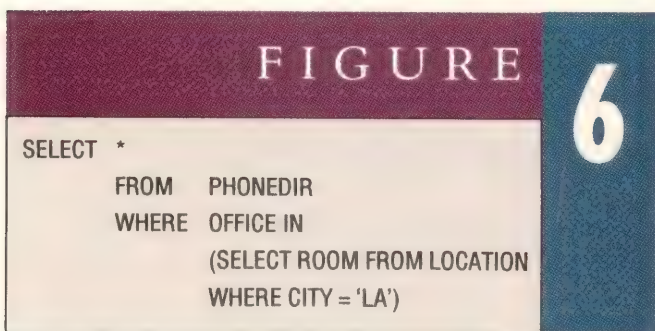 FIGURE
6
SELECT *
FROM PHONEDIR
WHERE OFFICE IN
(SELECT ROOM FROM LOCATION
WHERE CITY = 'LA')